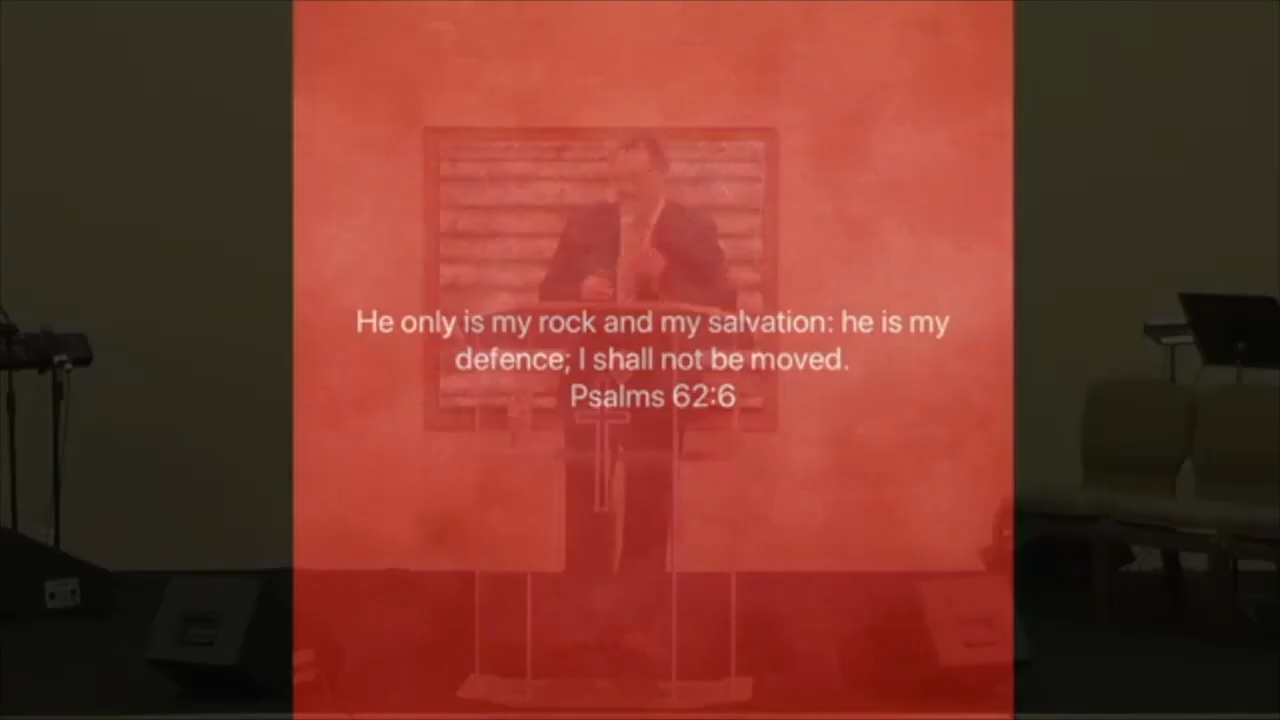 He only is my rock and my salvation: he is my
defence; I shall not be moved.
Psalms 62:6